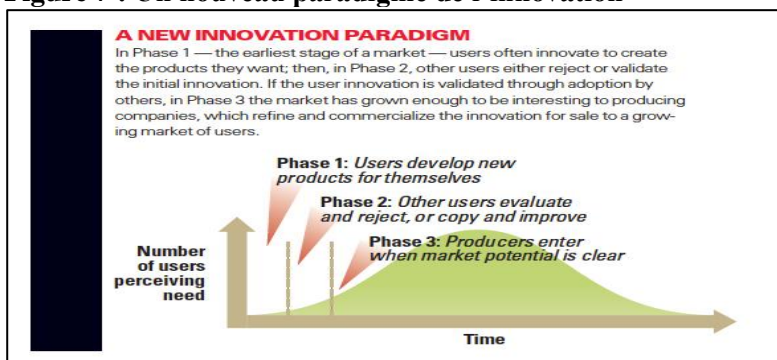 Figure 7 : Un nouveau paradigme de l'innovation
A NEW INNOVATION PARADIGM
In Phase 1 — the earliest stage of a market — users often innovate to create
the products they want; then, in Phase 2, other users either reject or validate
the initial innovation. If the user innovation is validated through adoption by
others, in Phase 3 the market has grown enough to be interesting to producing
companies, which refine and commercialize the innovation for sale to a grow-
ing market of users.
Phase 1: Users develop new
products for themselves
Phase 2: Other users evaluate
and reject, or copy and improve
Phase 3: Producers enter
when market potential is clear
Number
of users
perceiving
need
Time